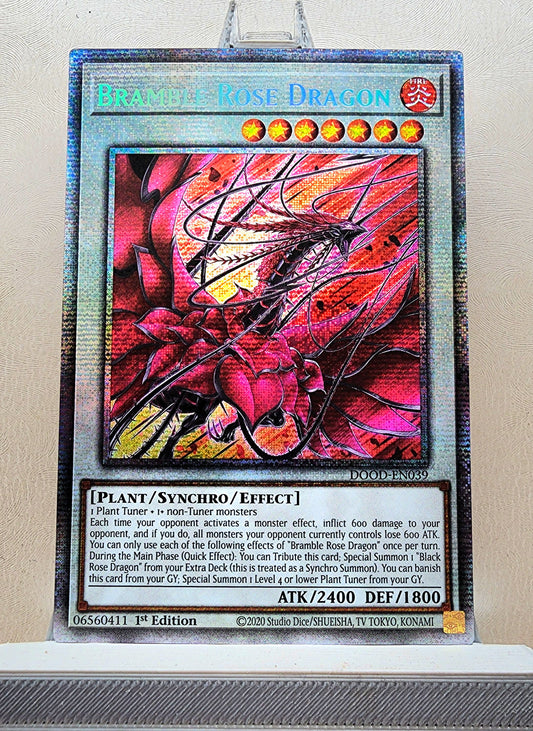 BRAMBLE ROSE DRAGON
FIRE
炎
DOOD-EN039
[PLANT/SYNCHRO/EFFECT]
1 Plant Tuner + 1+ non-Tuner monsters
Each time your opponent activates a monster effect, inflict 600 damage to your
opponent, and if you do, all monsters your opponent currently controls lose 600 ATK.
You can only use each of the following effects of "Bramble Rose Dragon" once per turn.
During the Main Phase (Quick Effect): You can Tribute this card; Special Summon 1 "Black
Rose Dragon" from your Extra Deck (this is treated as a Synchro Summon). You can banish
this card from your GY; Special Summon 1 Level 4 or lower Plant Tuner from your GY.
ATK/2400 DEF/1800
06560411 1st Edition
©2020 Studio Dice/SHUEISHA, TV TOKYO, KONAMI